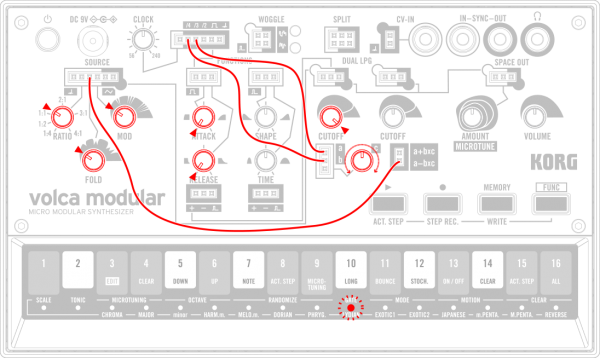 DC 9V CLOCK WOGGLE SPLIT CV-IN IN-SYNC-OUT
16 240
SOURCE FUNCTIONS DUAL LPG SPACE OUT
2:1
1:1 3:1
1:2
1:4 4:1
RATIO MOD ATTACK SHAPE CUTOFF CUTOFF AMOUNT VOLUME
MICROTUNE
a+b×c
a-b×c
KORG
FOLD RELEASE TIME
volca modular
MICRO MODULAR SYNTHESIZER
MEMORY FUNC
ACT. STEP STEP REC. WRITE
1 2 3 4 5 6 7 8 9 10 11 12 13 14 15 16
EDIT CLEAR DOWN UP NOTE ACT. STEP MICRO-TUNING LONG BOUNCE STOCH. ON / OFF CLEAR ACT. STEP ALL
SCALE TONIC MICROTUNING OCTAVE RANDOMIZE MODE MOTION CLEAR
CHROMA MAJOR minor HARM.m. MELO.m. DORIAN PHRYG. EXOTIC1 EXOTIC2 JAPANESE m.PENTA. M.PENTA. REVERSE